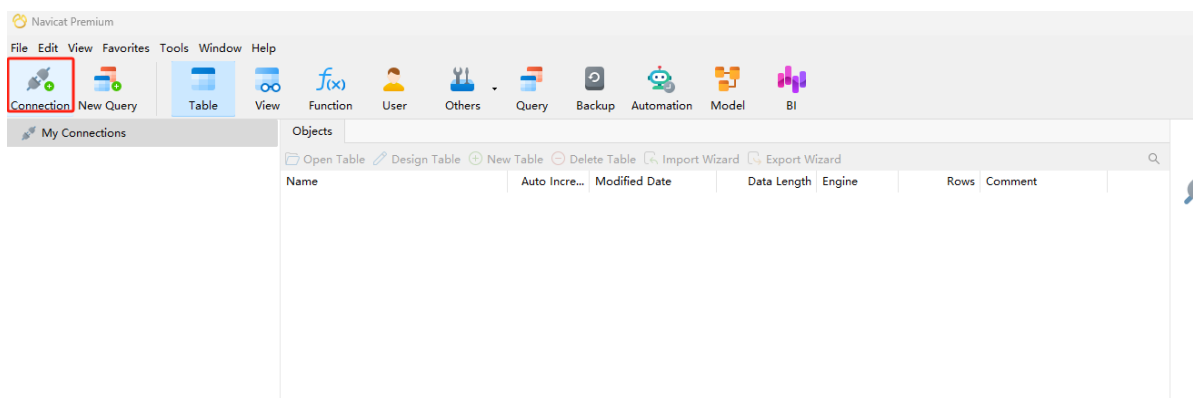 Navicat Premium
File Edit View Favorites Tools Window Help
Connection New Query Table View Function User Others Query Backup Automation Model BI
f(x)
My Connections
Objects
Open Table Design Table New Table Delete Table Import Wizard Export Wizard
Name Auto Incre... Modified Date Data Length Engine Rows Comment